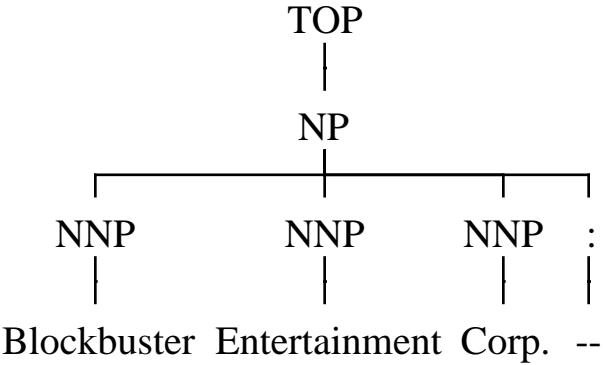 TOP
NP
NNP NNP NNP :
Blockbuster Entertainment Corp. --